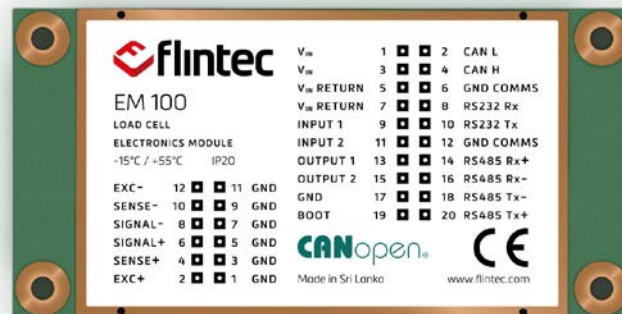 flintec
EM 100
LOAD CELL
ELECTRONICS MODULE
-15°C / +55°C IP20
EXC- 12 11 GND
SENSE- 10 9 GND
SIGNAL- 8 7 GND
SIGNAL+ 6 5 GND
SENSE+ 4 3 GND
EXC+ 2 1 GND
VIN 1 2 CAN L
VIN 3 4 CAN H
VIN RETURN 5 6 GND COMMS
VIN RETURN 7 8 RS232 Rx
INPUT 1 9 10 RS232 Tx
INPUT 2 11 12 GND COMMS
OUTPUT 1 13 14 RS485 Rx+
OUTPUT 2 15 16 RS485 Rx-
GND 17 18 RS485 Tx-
BOOT 19 20 RS485 Tx+
CANopen®
CE
Made in Sri Lanka
www.flintec.com